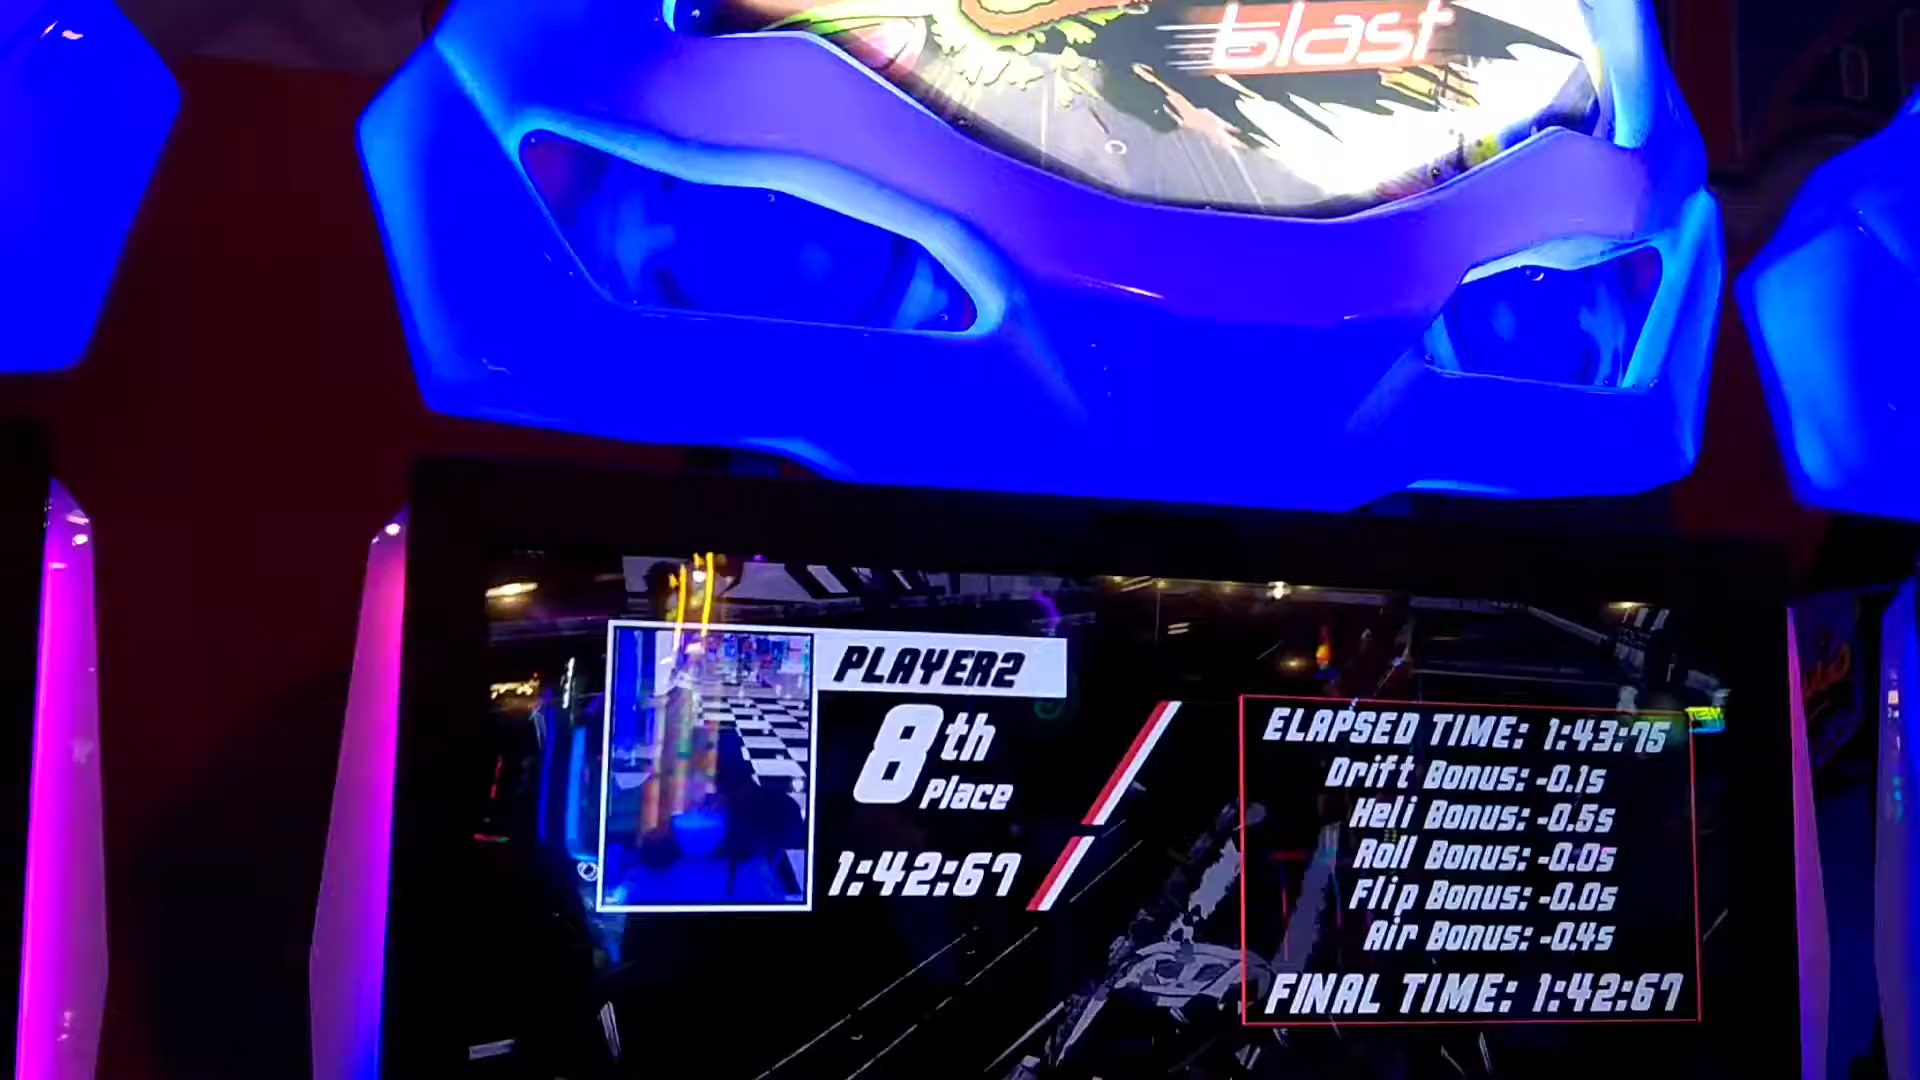 blast
PLAYER2
8th
Place
1:42:67
ELAPSED TIME: 1:43:75
Drift Bonus: -0.1s
Heli Bonus: -0.5s
Roll Bonus: -0.0s
Flip Bonus: -0.0s
Air Bonus: -0.4s
FINAL TIME: 1:42:67